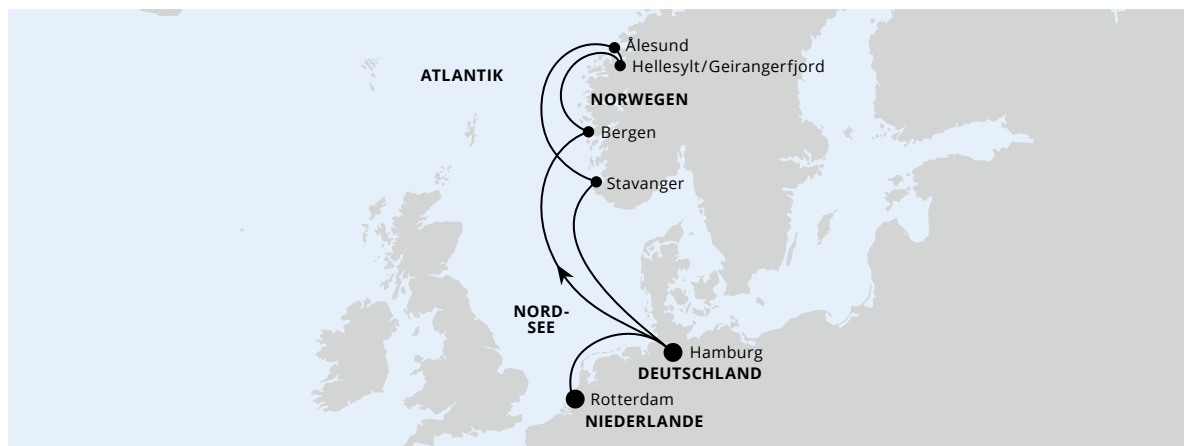 Ålesund
Hellesylt/Geirangerfjord
ATLANTIK
NORWEGEN
Bergen
Stavanger
NORD-
SEE
Hamburg
DEUTSCHLAND
Rotterdam
NIEDERLANDE